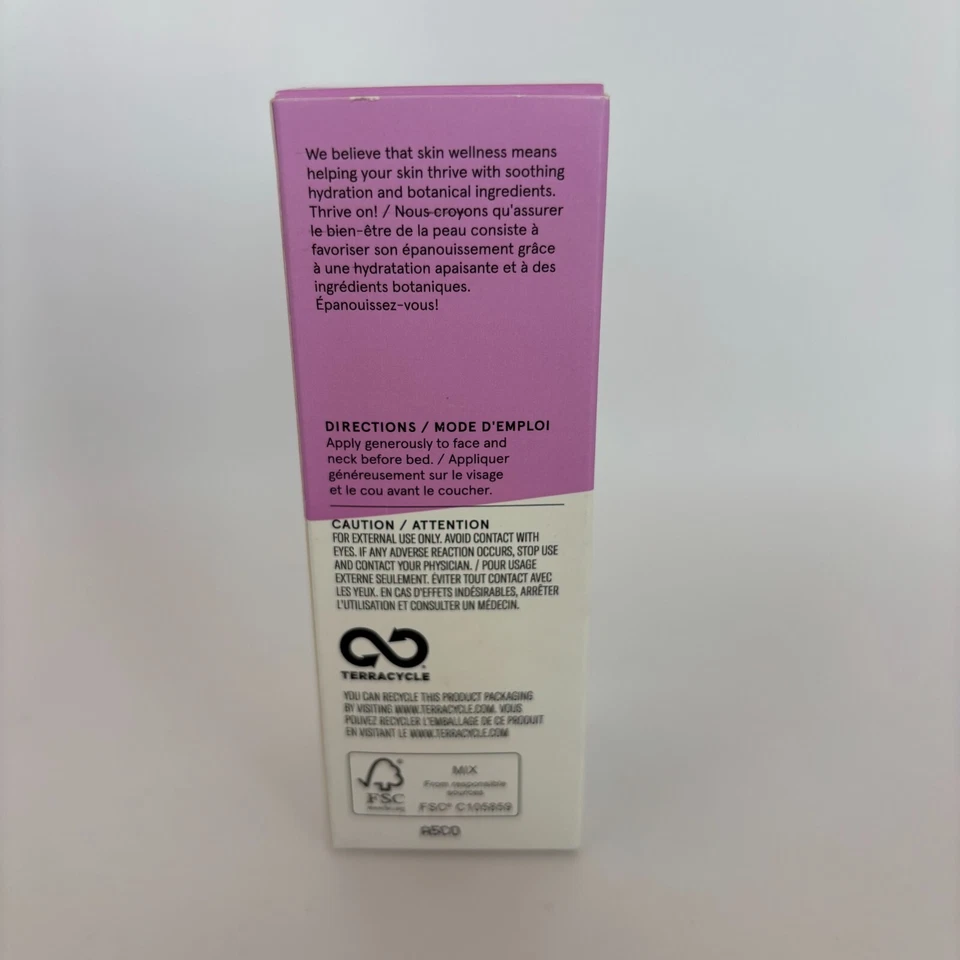 We believe that skin wellness means
helping your skin thrive with soothing
hydration and botanical ingredients.
Thrive on! / Nous croyons qu'assurer
le bien-être de la peau consiste à
favoriser son épanouissement grâce
à une hydratation apaisante et à des
ingrédients botaniques.
Épanouissez-vous!
DIRECTIONS / MODE D'EMPLOI
Apply generously to face and
neck before bed. / Appliquer
généreusement sur le visage
et le cou avant le coucher.
CAUTION / ATTENTION
FOR EXTERNAL USE ONLY. AVOID CONTACT WITH
EYES. IF ANY ADVERSE REACTION OCCURS, STOP USE
AND CONTACT YOUR PHYSICIAN. / POUR USAGE
EXTERNE SEULEMENT. ÉVITER TOUT CONTACT AVEC
LES YEUX. EN CAS D'EFFETS INDÉSIRABLES, ARRÊTER
L'UTILISATION ET CONSULTER UN MÉDECIN.
TERRACYCLE
YOU CAN RECYCLE THIS PRODUCT PACKAGING
BY VISITING WWW.TERRACYCLE.COM. VOUS
POUVEZ RECYCLER L'EMBALLAGE DE CE PRODUIT
EN VISITANT LE WWW.TERRACYCLE.COM
FSC
MIX
From responsible
sources
FSC® C105859